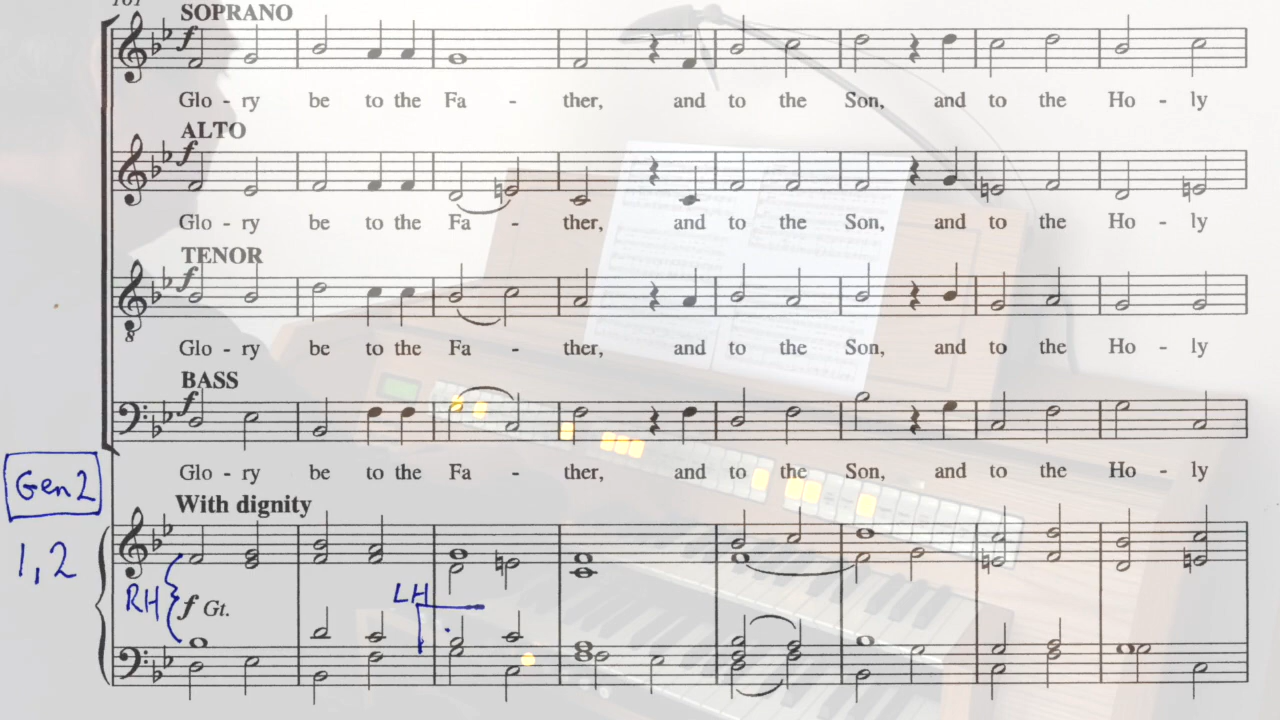 161
SOPRANO
f
Glo - ry be to the Fa - ther, and to the Son, and to the Ho - ly
ALTO
f
Glo - ry be to the Fa - ther, and to the Son, and to the Ho - ly
TENOR
f
8
Glo - ry be to the Fa - ther, and to the Son, and to the Ho - ly
BASS
f
Glo - ry be to the Fa - ther, and to the Son, and to the Ho - ly
Gen 2
With dignity
1,2
RH f Gt. LH